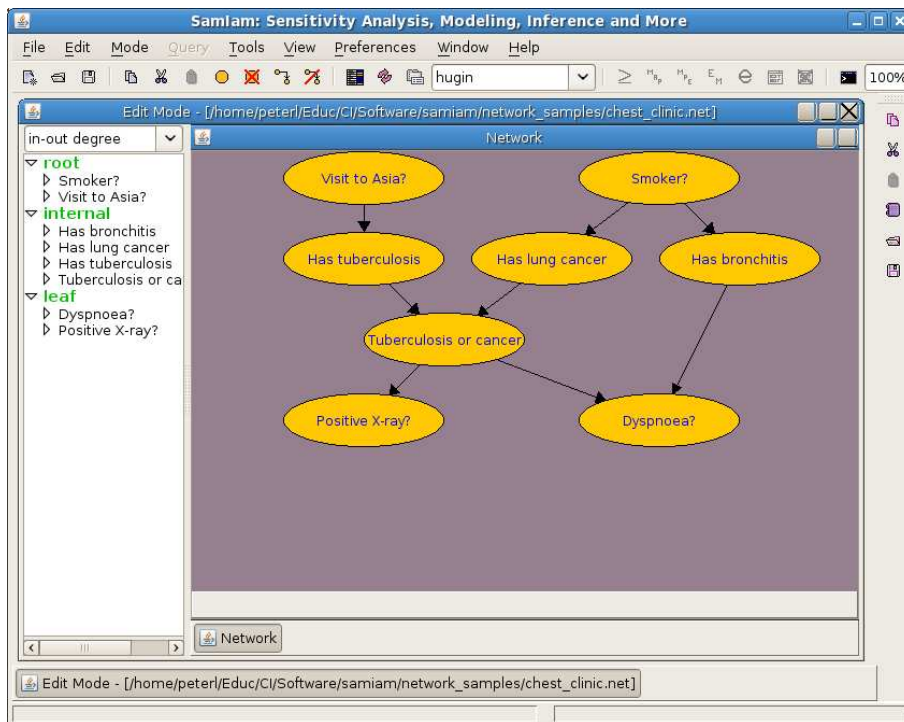 SamIam: Sensitivity Analysis, Modeling, Inference and More
File Edit Mode Query Tools View Preferences Window Help
hugin
100%
Edit Mode - [/home/peterl/Educ/CI/Software/samiam/network_samples/chest_clinic.net]
in-out degree
Network
root
Smoker?
Visit to Asia?
internal
Has bronchitis
Has lung cancer
Has tuberculosis
Tuberculosis or ca
leaf
Dyspnoea?
Positive X-ray?
Visit to Asia?
Smoker?
Has tuberculosis
Has lung cancer
Has bronchitis
Tuberculosis or cancer
Positive X-ray?
Dyspnoea?
Network
Edit Mode - [/home/peterl/Educ/CI/Software/samiam/network_samples/chest_clinic.net]